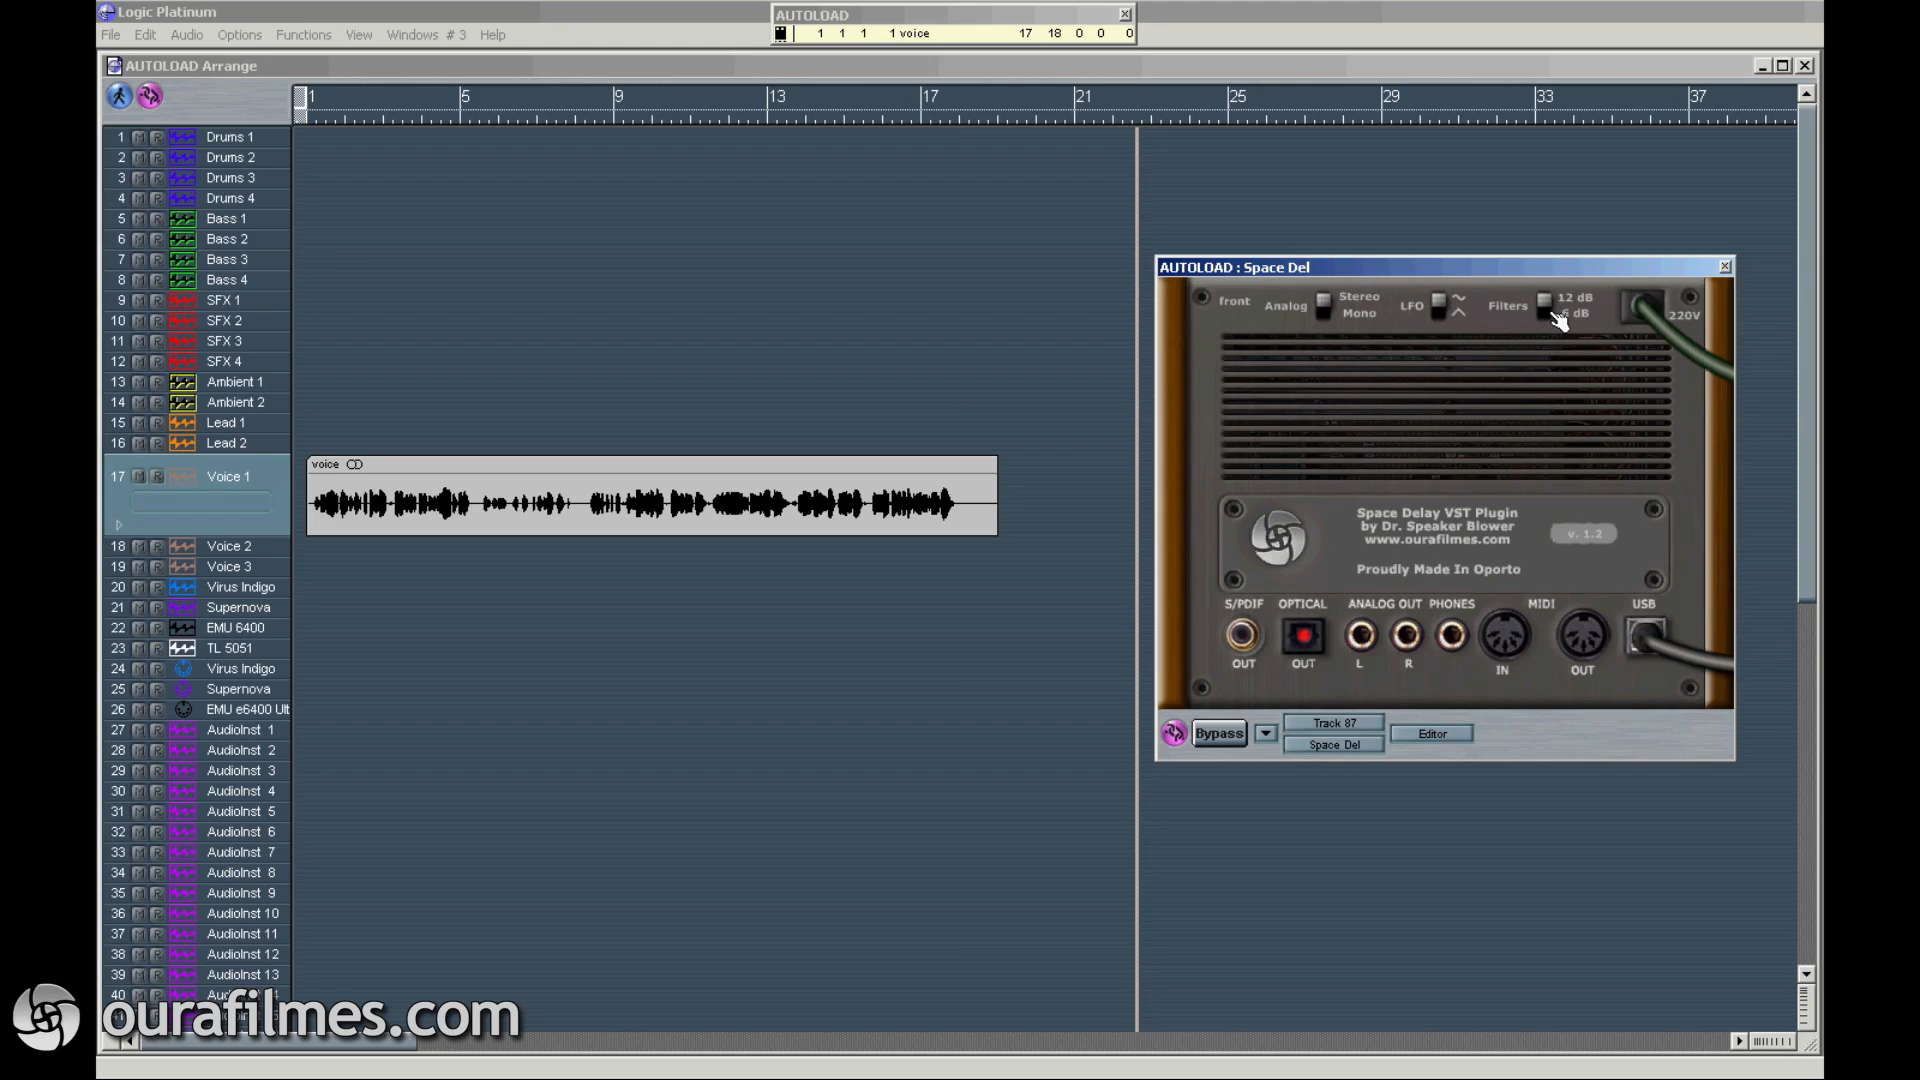 Logic Platinum
File Edit Audio Options Functions View Windows #3 Help
AUTOLOAD
1 1 1 1 voice 17 18 0 0 0
AUTOLOAD Arrange
1 5 9 13 17 21 25 29 33 37
1 M R Drums 1
2 M R Drums 2
3 M R Drums 3
4 M R Drums 4
5 M R Bass 1
6 M R Bass 2
7 M R Bass 3
8 M R Bass 4
9 M R SFX 1
10 M R SFX 2
11 M R SFX 3
12 M R SFX 4
13 M R Ambient 1
14 M R Ambient 2
15 M R Lead 1
16 M R Lead 2
17 M R Voice 1
18 M R Voice 2
19 M R Voice 3
20 M R Virus Indigo
21 M R Supernova
22 M R EMU 6400
23 M R TL 5051
24 M R Virus Indigo
25 M R Supernova
26 M R EMU e6400 Ult
27 M R AudioInst 1
28 M R AudioInst 2
29 M R AudioInst 3
30 M R AudioInst 4
31 M R AudioInst 5
32 M R AudioInst 6
33 M R AudioInst 7
34 M R AudioInst 8
35 M R AudioInst 9
36 M R AudioInst 10
37 M R AudioInst 11
38 M R AudioInst 12
39 M R AudioInst 13
40 M R
voice
AUTOLOAD : Space Del
front Analog Stereo LFO Filters 12 dB
Mono dB
220V
Space Delay VST Plugin
by Dr. Speaker Blower
www.ourafilmes.com
v. 1.2
Proudly Made In Oporto
S/PDIF OPTICAL ANALOG OUT PHONES MIDI USB
OUT OUT L R IN OUT
Bypass
Track 87
Space Del
Editor
ourafilmes.com